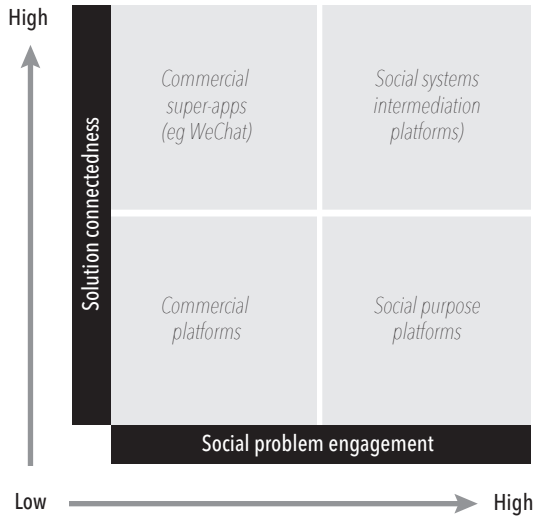 High
Solution connectedness
Commercial
super-apps
(eg WeChat)
Social systems
intermediation
platforms)
Commercial
platforms
Social purpose
platforms
Social problem engagement
Low
High